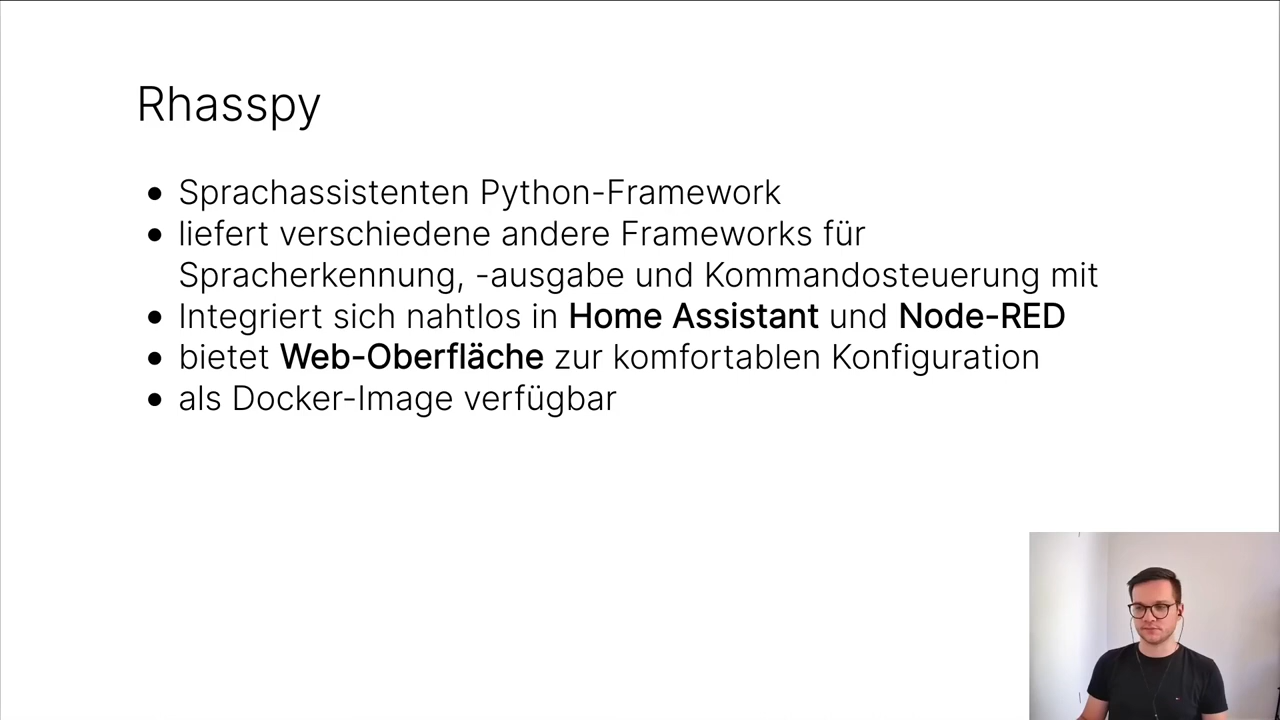 Rhasspy
• Sprachassistenten Python-Framework
• liefert verschiedene andere Frameworks für
Spracherkennung, -ausgabe und Kommandosteuerung mit
• Integriert sich nahtlos in Home Assistant und Node-RED
• bietet Web-Oberfläche zur komfortablen Konfiguration
• als Docker-Image verfügbar